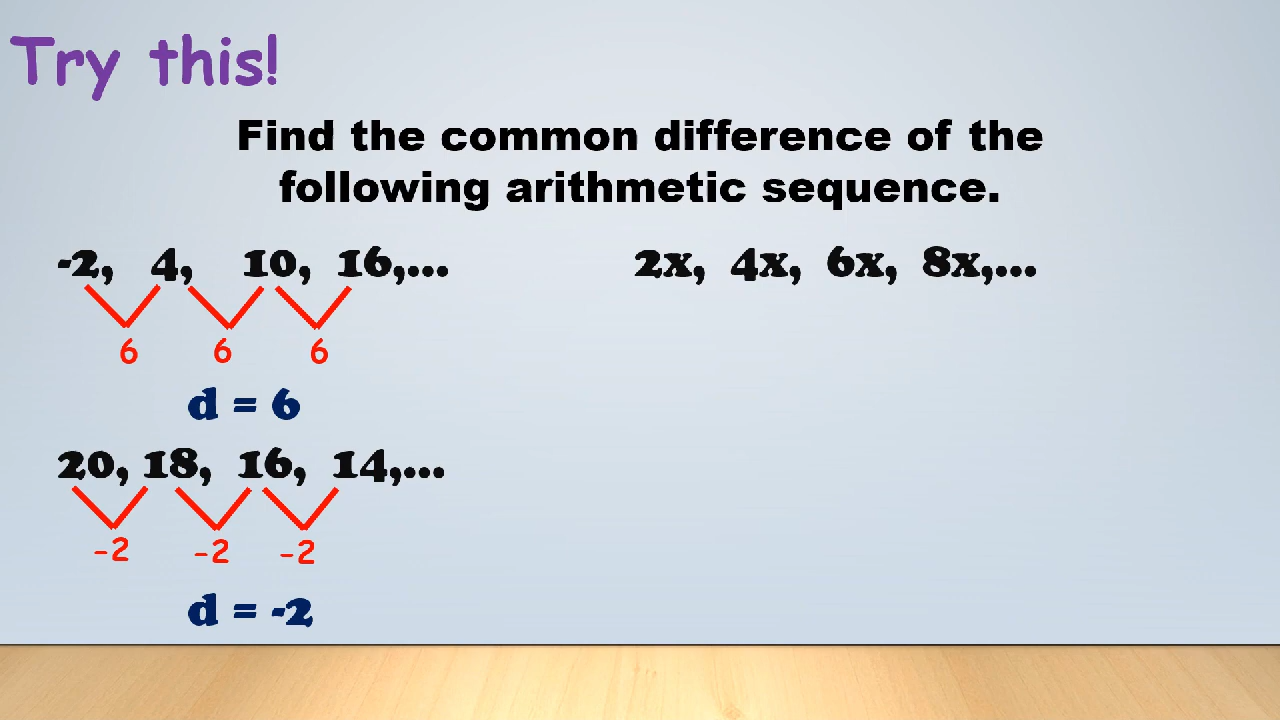 Try this!
Find the common difference of the
following arithmetic sequence.
-2, 4, 10, 16,...
6 6 6
d = 6
20, 18, 16, 14,...
-2 -2 -2
d = -2
2x, 4x, 6x, 8x,...